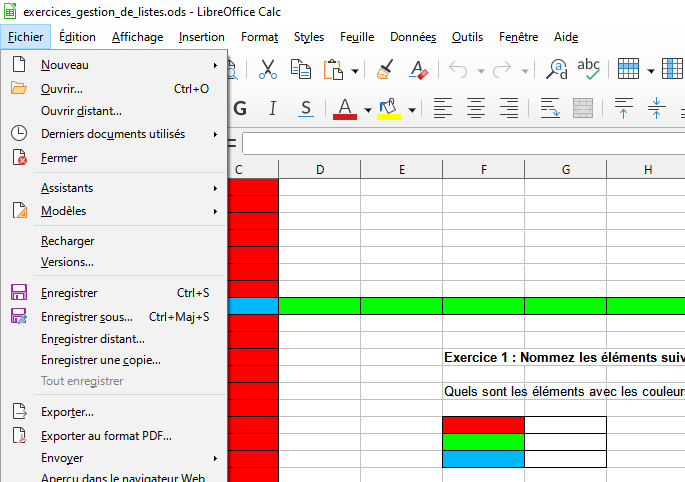 exercices_gestion_de_listes.ods - LibreOffice Calc
Fichier Édition Affichage Insertion Format Styles Feuille Données Outils Fenêtre Aide
Nouveau
Ouvrir... Ctrl+O
Ouvrir distant...
Derniers documents utilisés
Fermer
Assistants
Modèles
Recharger
Versions...
Enregistrer Ctrl+S
Enregistrer sous... Ctrl+Maj+S
Enregistrer distant...
Enregistrer une copie...
Tout enregistrer
Exporter...
Exporter au format PDF...
Envoyer
Aperçu dans le navigateur Web
abc
G I S A
=
C D E F G H
Exercice 1 : Nommez les éléments suiv
Quels sont les éléments avec les couleurs